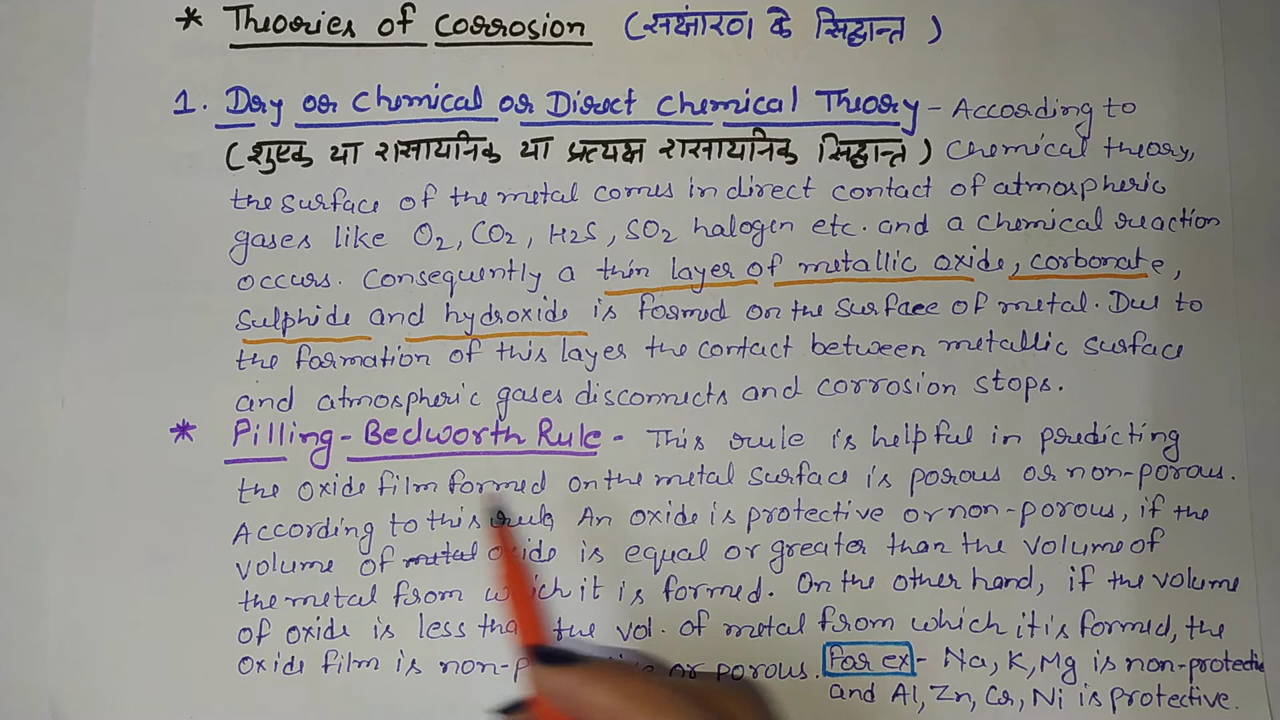 * Theories of Corrosion (संक्षारण के सिद्धान्त)
1. Dry or Chemical or Direct Chemical Theory - According to
(शुष्क या रासायनिक या प्रत्यक्ष रासायनिक सिद्धान्त) Chemical theory,
the surface of the metal comes in direct contact of atmospheric
gases like O2, CO2, H2S, SO2 halogen etc. and a chemical reaction
occurs. Consequently a thin layer of metallic oxide, carbonate,
sulphide and hydroxide is formed on the surface of metal. Due to
the formation of this layer the contact between metallic surface
and atmospheric gases disconnects and corrosion stops.
* Pilling-Bedworth Rule - This rule is helpful in predicting
the oxide film formed on the metal surface is porous or non-porous.
According to this rule, An oxide is protective or non-porous, if the
volume of oxide is equal or greater than the volume of
the metal from which it is formed. On the other hand, if the volume
of oxide is less than the vol. of metal from which it is formed, the
oxide film is or porous. For ex - Na, K, Mg is non-protective
and Al, Zn, Cr, Ni is protective.